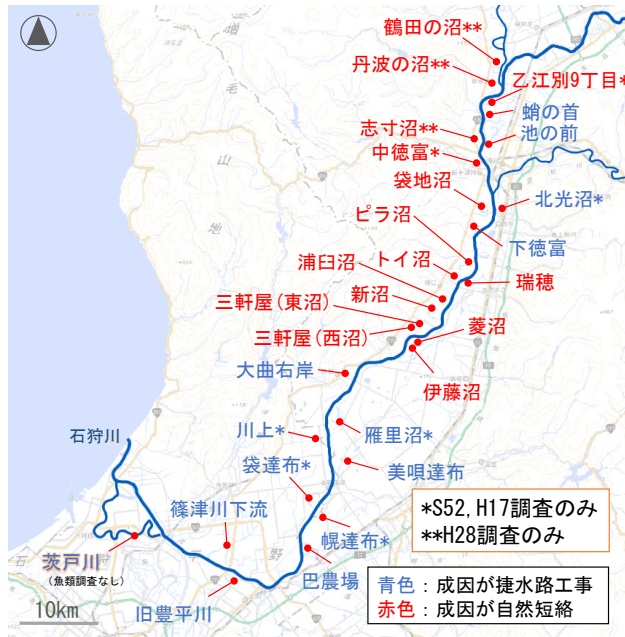 鶴田の沼**
丹波の沼**
乙江別9丁目*
蛸の首
志寸沼**
池の前
中徳富*
袋地沼
北光沼*
ピラ沼
下徳富
トイ沼
浦臼沼
瑞穂
新沼
三軒屋(東沼)
三軒屋(西沼)
菱沼
大曲右岸
伊藤沼
石狩川
川上*
雁里沼*
袋達布*
美唄達布
篠津川下流
*S52,H17調査のみ
**H28調査のみ
幌達布*
茨戸川
(魚類調査なし)
巴農場
旧豊平川
青色：成因が捷水路工事
赤色：成因が自然短絡
10km
増
毛
山
地
野